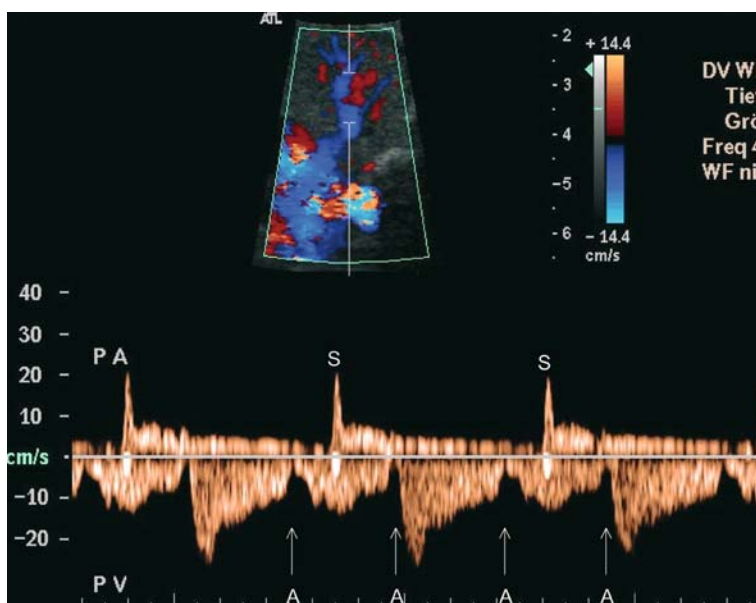 ATL
- 2
- 3
- 4
- 5
- 6
+ 14.4
- 14.4
cm/s
DV W
Tie
Grö
Freq 4
WF ni
40
30
20
10
cm/s
-10
-20
P A
S
S
P V
A
A
A
A